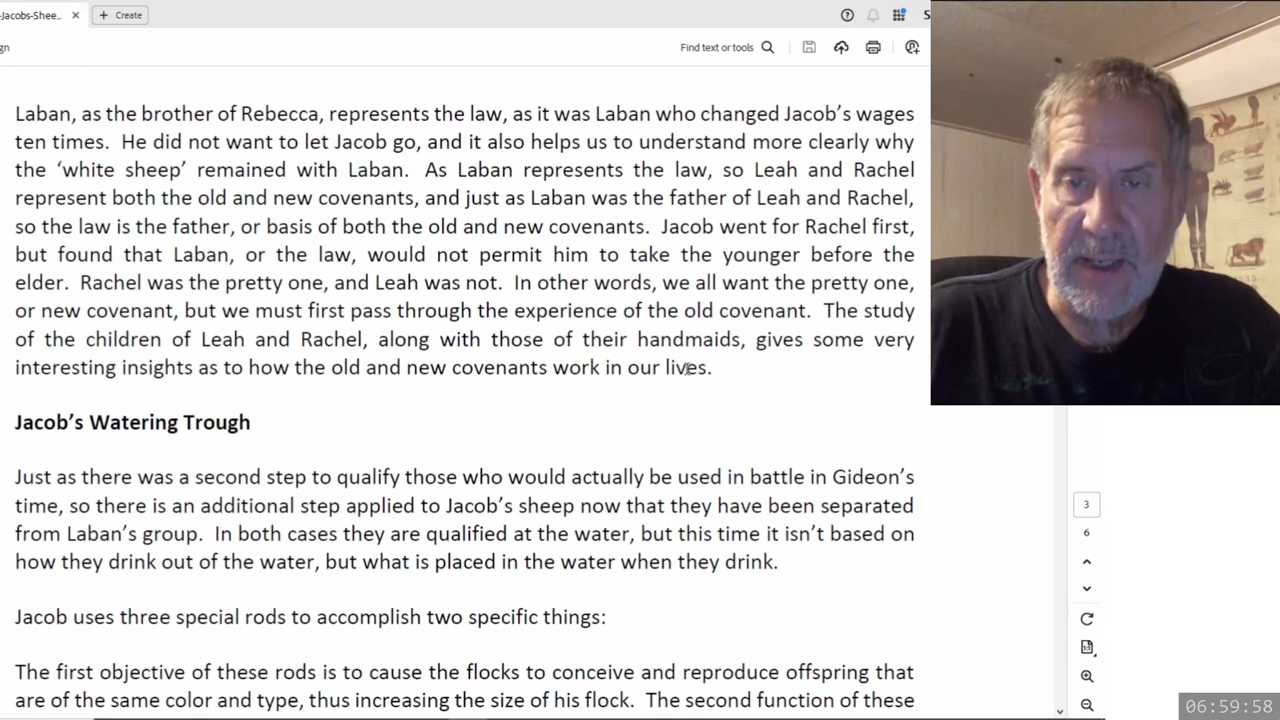 -Jacobs-Shee...
Create
gn
Find text or tools
Laban, as the brother of Rebecca, represents the law, as it was Laban who changed Jacob’s wages
ten times.  He did not want to let Jacob go, and it also helps us to understand more clearly why
the ‘white sheep’ remained with Laban.  As Laban represents the law, so Leah and Rachel
represent both the old and new covenants, and just as Laban was the father of Leah and Rachel,
so the law is the father, or basis of both the old and new covenants.  Jacob went for Rachel first,
but found that Laban, or the law, would not permit him to take the younger before the
elder.  Rachel was the pretty one, and Leah was not.  In other words, we all want the pretty one,
or new covenant, but we must first pass through the experience of the old covenant.  The study
of the children of Leah and Rachel, along with those of their handmaids, gives some very
interesting insights as to how the old and new covenants work in our lives.
Jacob’s Watering Trough
Just as there was a second step to qualify those who would actually be used in battle in Gideon’s
time, so there is an additional step applied to Jacob’s sheep now that they have been separated
from Laban’s group.  In both cases they are qualified at the water, but this time it isn’t based on
how they drink out of the water, but what is placed in the water when they drink.
Jacob uses three special rods to accomplish two specific things:
The first objective of these rods is to cause the flocks to conceive and reproduce offspring that
are of the same color and type, thus increasing the size of his flock.  The second function of these
3
6
06:59:58